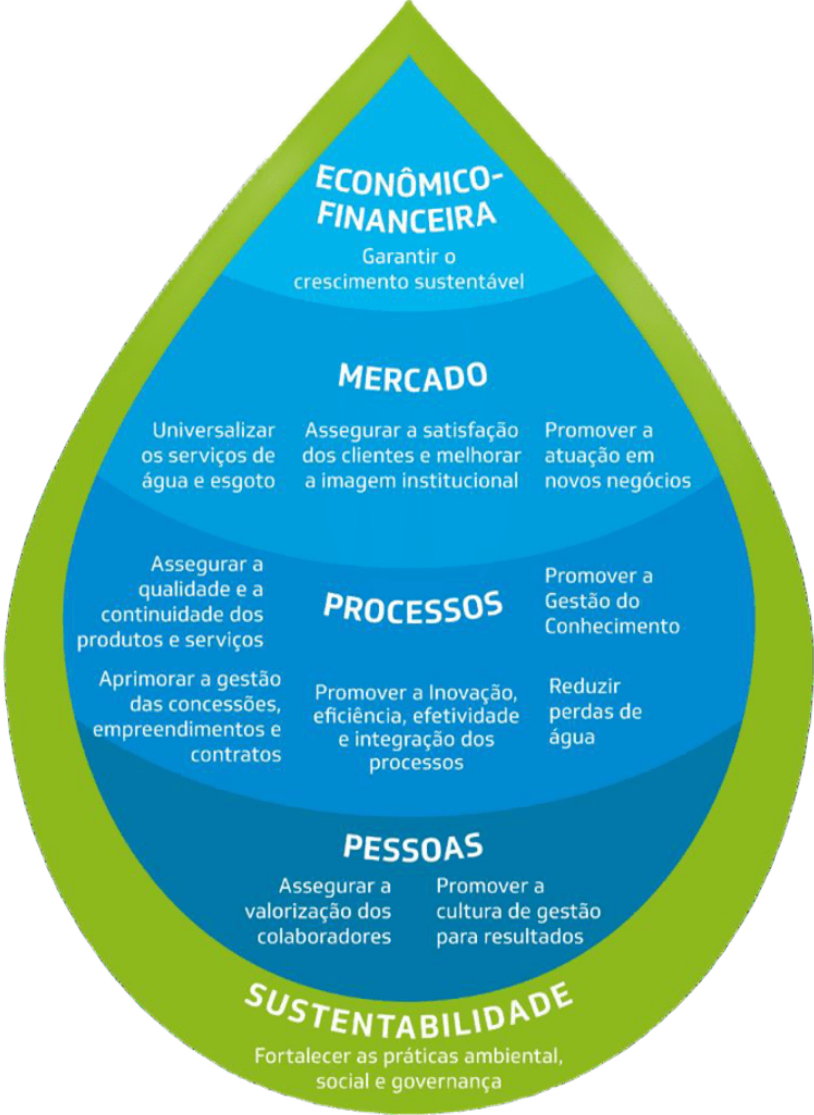 ECONÔMICO-
FINANCEIRA
Garantir o
crescimento sustentável
MERCADO
Universalizar
os serviços de
água e esgoto
Assegurar a satisfação
dos clientes e melhorar
a imagem institucional
Promover a
atuação em
novos negócios
PROCESSOS
Assegurar a
qualidade e a
continuidade dos
produtos e serviços
Promover a
Gestão do
Conhecimento
Aprimorar a gestão
das concessões,
empreendimentos e
contratos
Promover a Inovação,
eficiência, efetividade
e integração dos
processos
Reduzir
perdas de
água
PESSOAS
Assegurar a
valorização dos
colaboradores
Promover a
cultura de gestão
para resultados
SUSTENTABILIDADE
Fortalecer as práticas ambiental,
social e governança